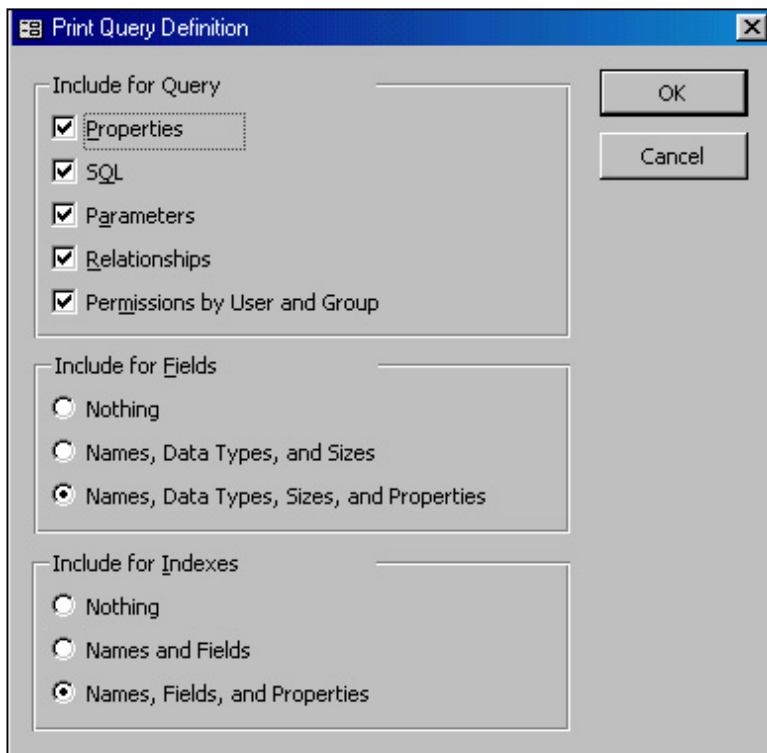 Print Query Definition
Include for Query
Properties
SQL
Parameters
Relationships
Permissions by User and Group
OK
Cancel
Include for Fields
Nothing
Names, Data Types, and Sizes
Names, Data Types, Sizes, and Properties
Include for Indexes
Nothing
Names and Fields
Names, Fields, and Properties